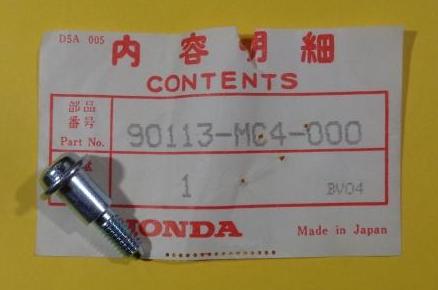 DSA 005
内容明細
CONTENTS
部品
番号
Part No.
90113-MC4-000
1
BV04
HONDA
Made in Japan